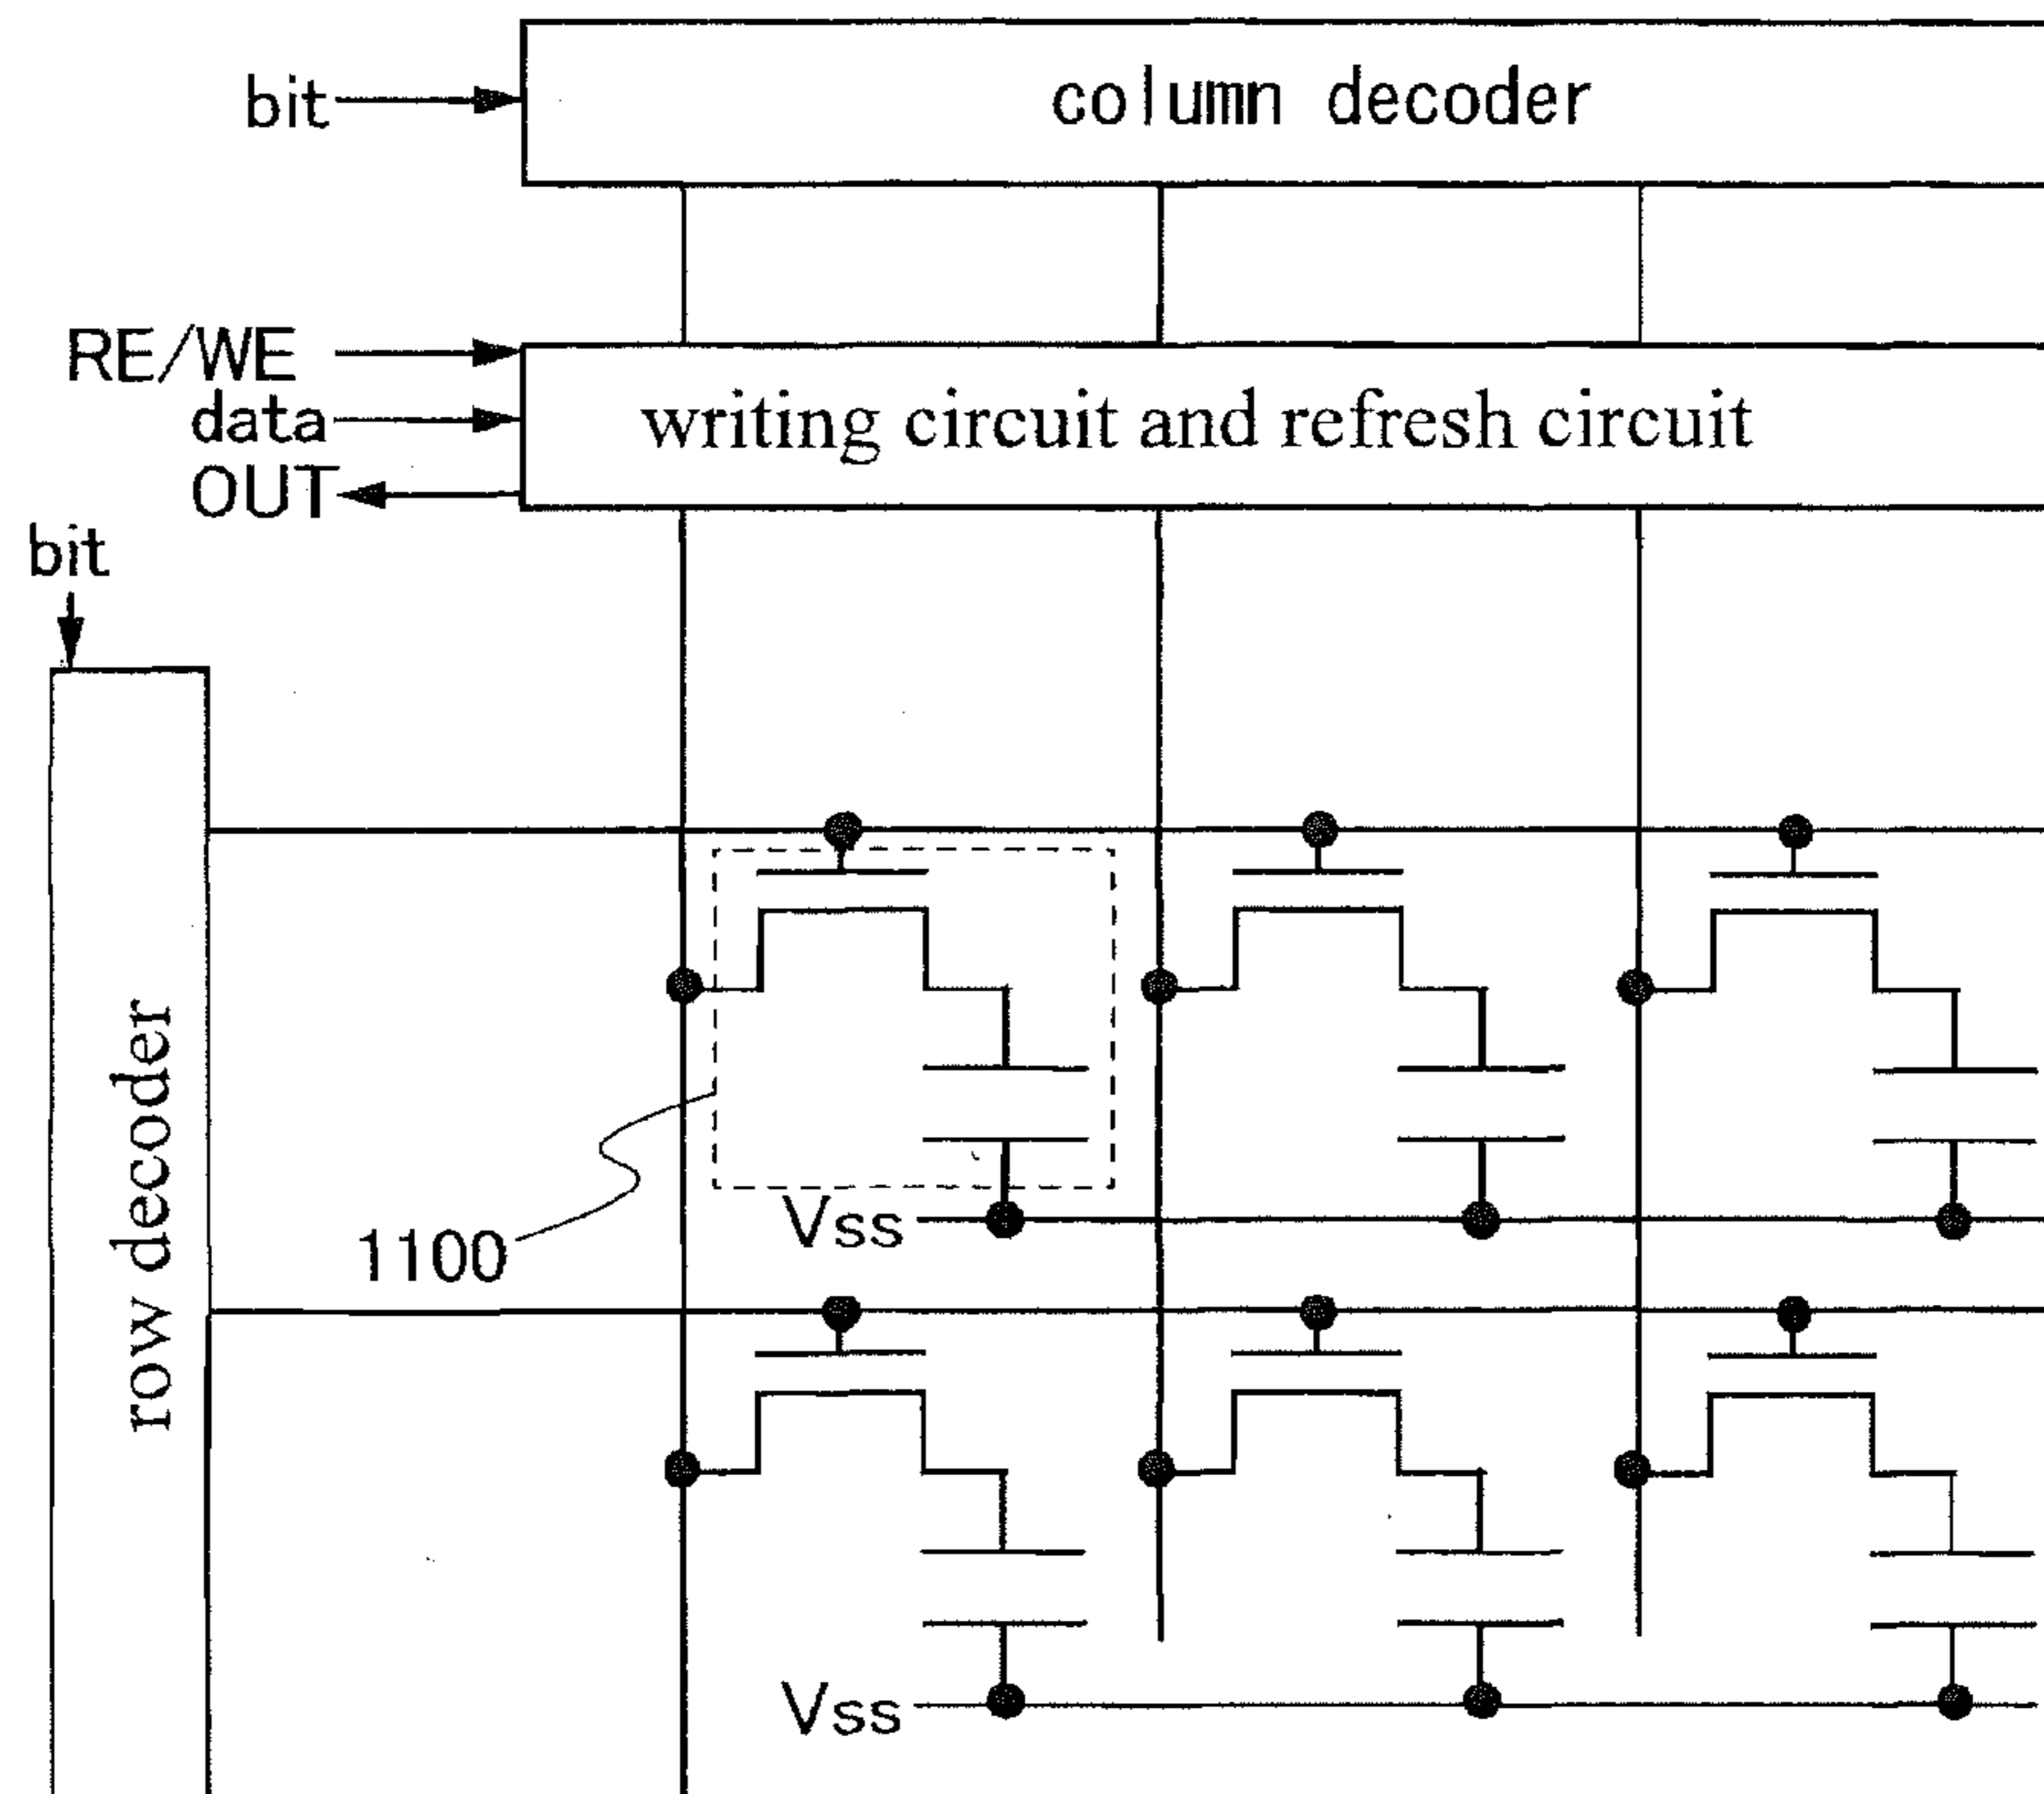 bit
column decoder
RE/WE
data
OUT
writing circuit and refresh circuit
bit
row decoder
1100
Vss
Vss